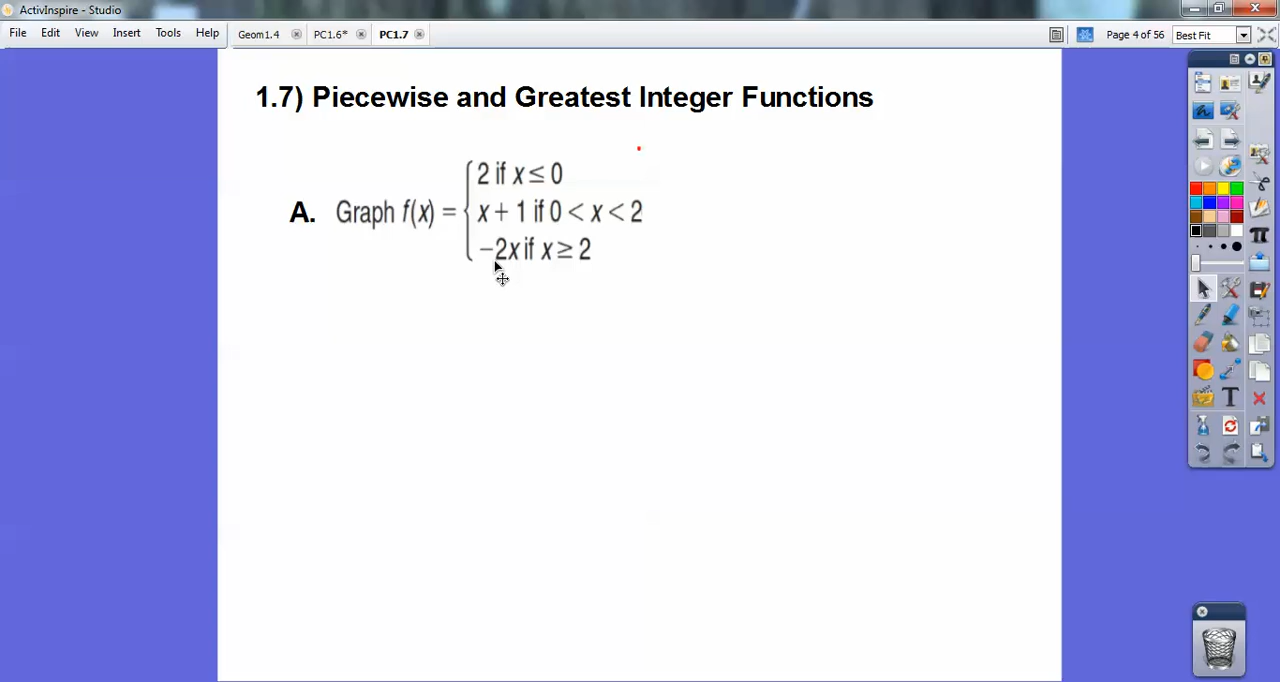 ActivInspire - Studio
File Edit View Insert Tools Help Geom1.4 PC1.6* PC1.7 Page 4 of 56 Best Fit
1.7) Piecewise and Greatest Integer Functions
2 if x ≤ 0
A. Graph f(x) = { x + 1 if 0 < x < 2
−2x if x ≥ 2